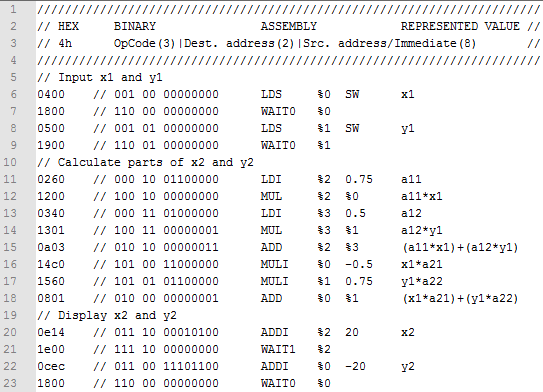 1 ////////////////////////////////////////////////////////////////////////////
2 // HEX BINARY ASSEMBLY REPRESENTED VALUE //
3 // 4h OpCode(3)|Dest. address(2)|Src. address/Immediate(8) //
4 ////////////////////////////////////////////////////////////////////////////
5 // Input x1 and y1
6 0400 // 001 00 00000000 LDS %0 SW x1
7 1800 // 110 00 00000000 WAIT0 %0
8 0500 // 001 01 00000000 LDS %1 SW y1
9 1900 // 110 01 00000000 WAIT0 %1
10 // Calculate parts of x2 and y2
11 0260 // 000 10 01100000 LDI %2 0.75 a11
12 1200 // 100 10 00000000 MUL %2 %0 a11*x1
13 0340 // 000 11 01000000 LDI %3 0.5 a12
14 1301 // 100 11 00000001 MUL %3 %1 a12*y1
15 0a03 // 010 10 00000011 ADD %2 %3 (a11*x1)+(a12*y1)
16 14c0 // 101 00 11000000 MULI %0 -0.5 x1*a21
17 1560 // 101 01 01100000 MULI %1 0.75 y1*a22
18 0801 // 010 00 00000001 ADD %0 %1 (x1*a21)+(y1*a22)
19 // Display x2 and y2
20 0e14 // 011 10 00010100 ADDI %2 20 x2
21 1e00 // 111 10 00000000 WAIT1 %2
22 0cec // 011 00 11101100 ADDI %0 -20 y2
23 1800 // 110 00 00000000 WAIT0 %0